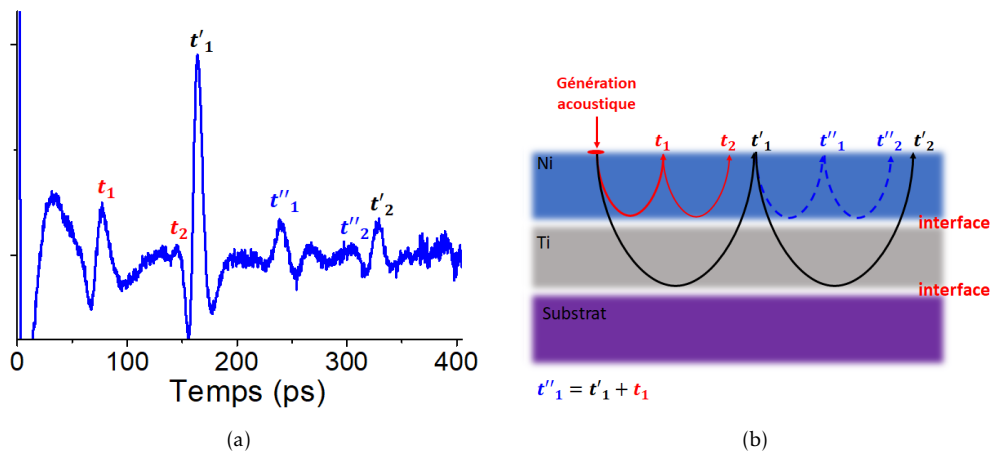 t'₁
t₁
t''₁
t₂
t''₂
t'₂
0
100
200
300
400
Temps (ps)
(a)
Génération
acoustique
t₁ t₂ t'₁ t''₁ t''₂ t'₂
Ni
interface
Ti
interface
Substrat
t''₁ = t'₁ + t₁
(b)